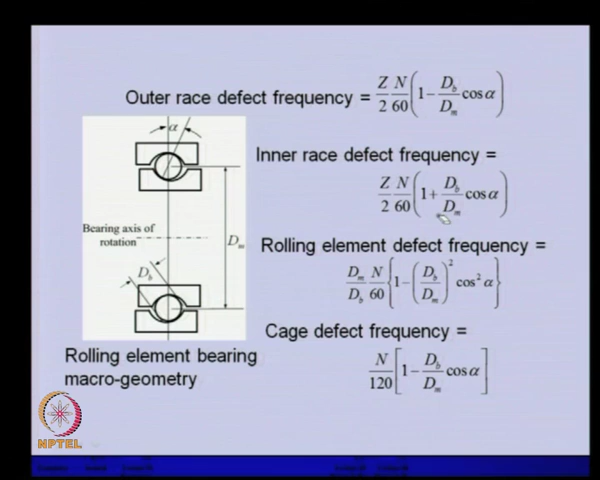 Outer race defect frequency = Z/2 N/60 (1 − D_b/D_m cos α)
α
Inner race defect frequency =
Z/2 N/60 (1 + D_b/D_m cos α)
Bearing axis of
rotation
D_m
Rolling element defect frequency =
D_b
D_m/D_b N/60 {1 − (D_b/D_m)² cos² α}
Cage defect frequency =
Rolling element bearing
macro-geometry
N/120 [1 − D_b/D_m cos α]
NPTEL